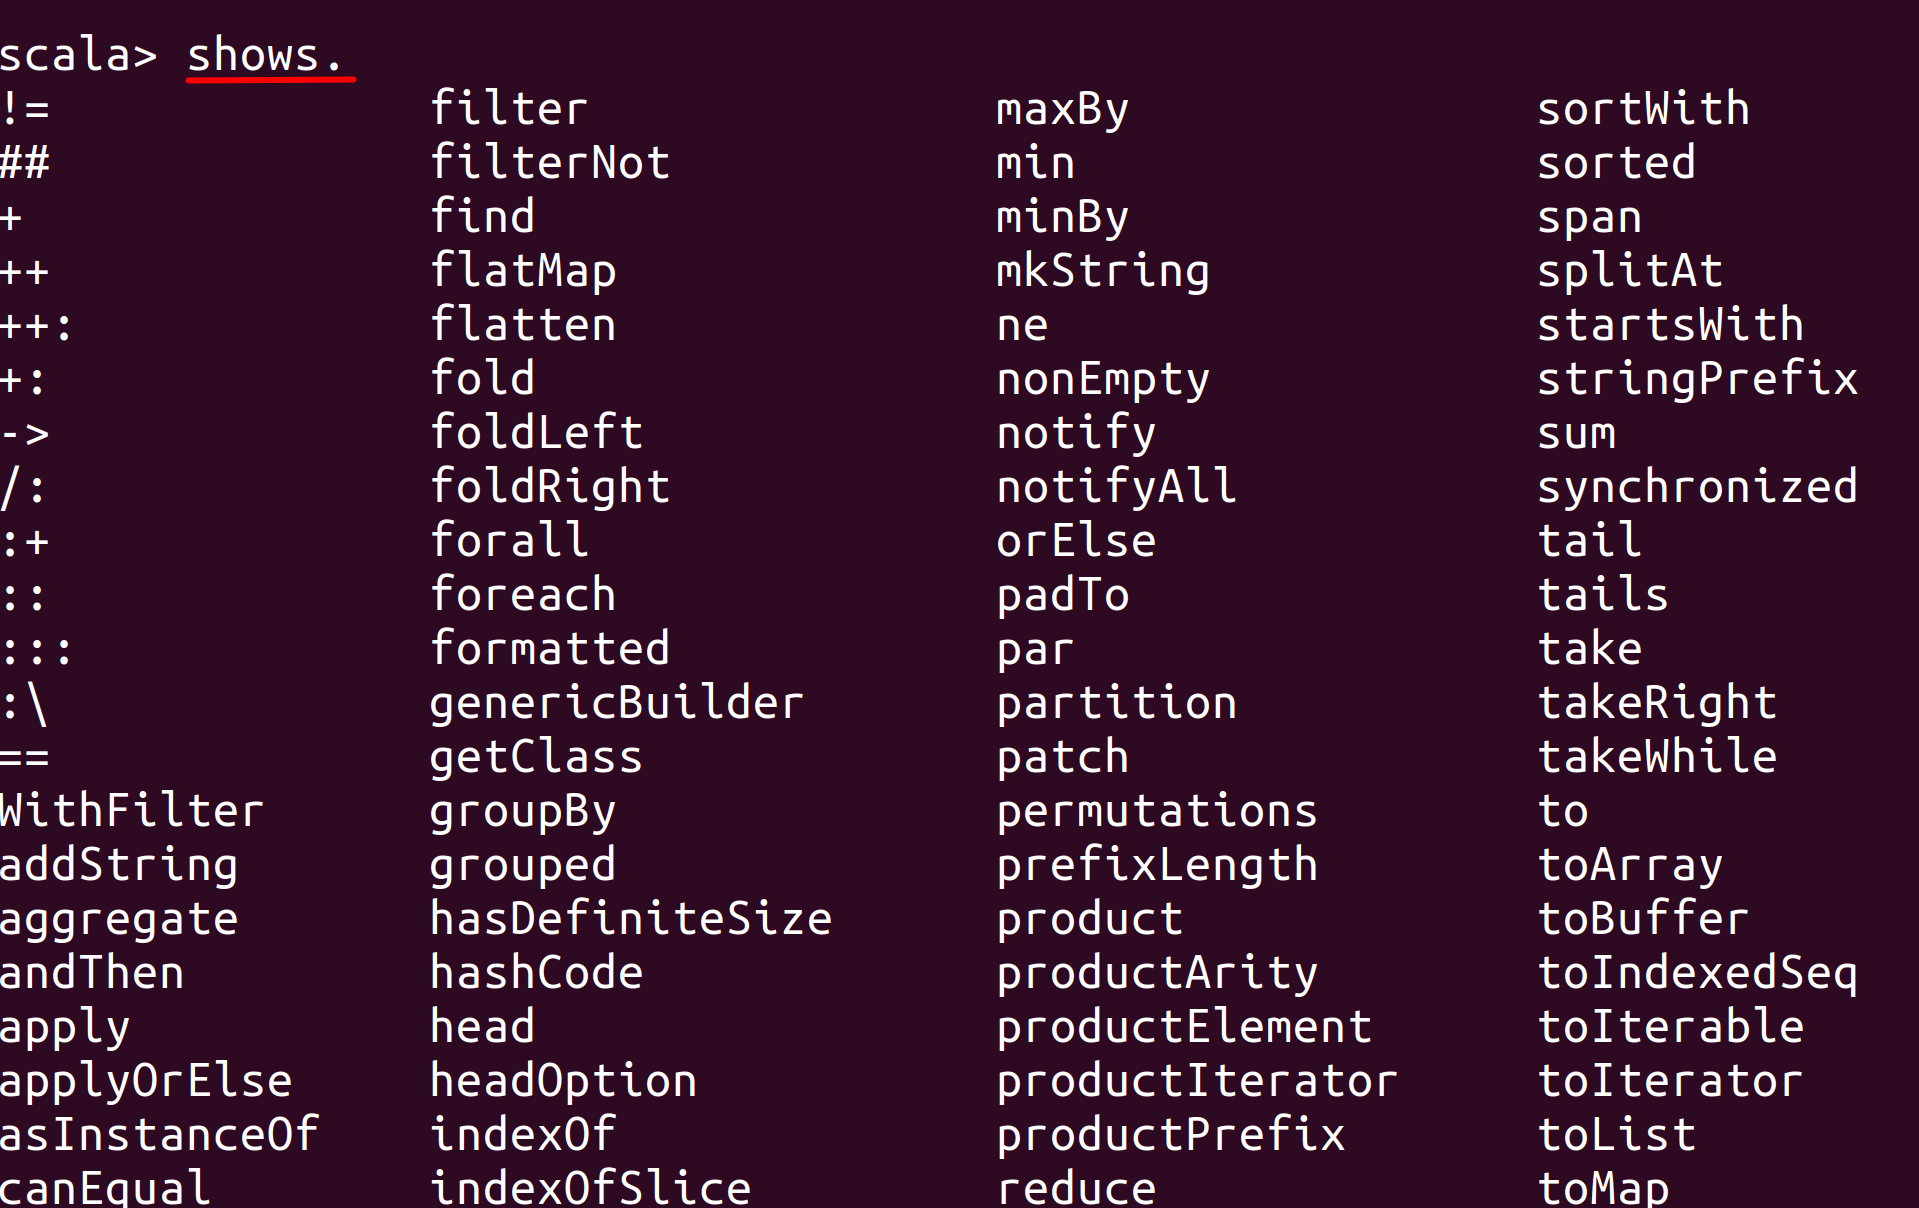 scala> shows.
!= filter maxBy sortWith
## filterNot min sorted
+ find minBy span
++ flatMap mkString splitAt
++: flatten ne startsWith
+: fold nonEmpty stringPrefix
-> foldLeft notify sum
/: foldRight notifyAll synchronized
:+ forall orElse tail
:: foreach padTo tails
::: formatted par take
:\ genericBuilder partition takeRight
== getClass patch takeWhile
WithFilter groupBy permutations to
addString grouped prefixLength toArray
aggregate hasDefiniteSize product toBuffer
andThen hashCode productArity toIndexedSeq
apply head productElement toIterable
applyOrElse headOption productIterator toIterator
asInstanceOf indexOf productPrefix toList
canEqual indexOfSlice reduce toMap